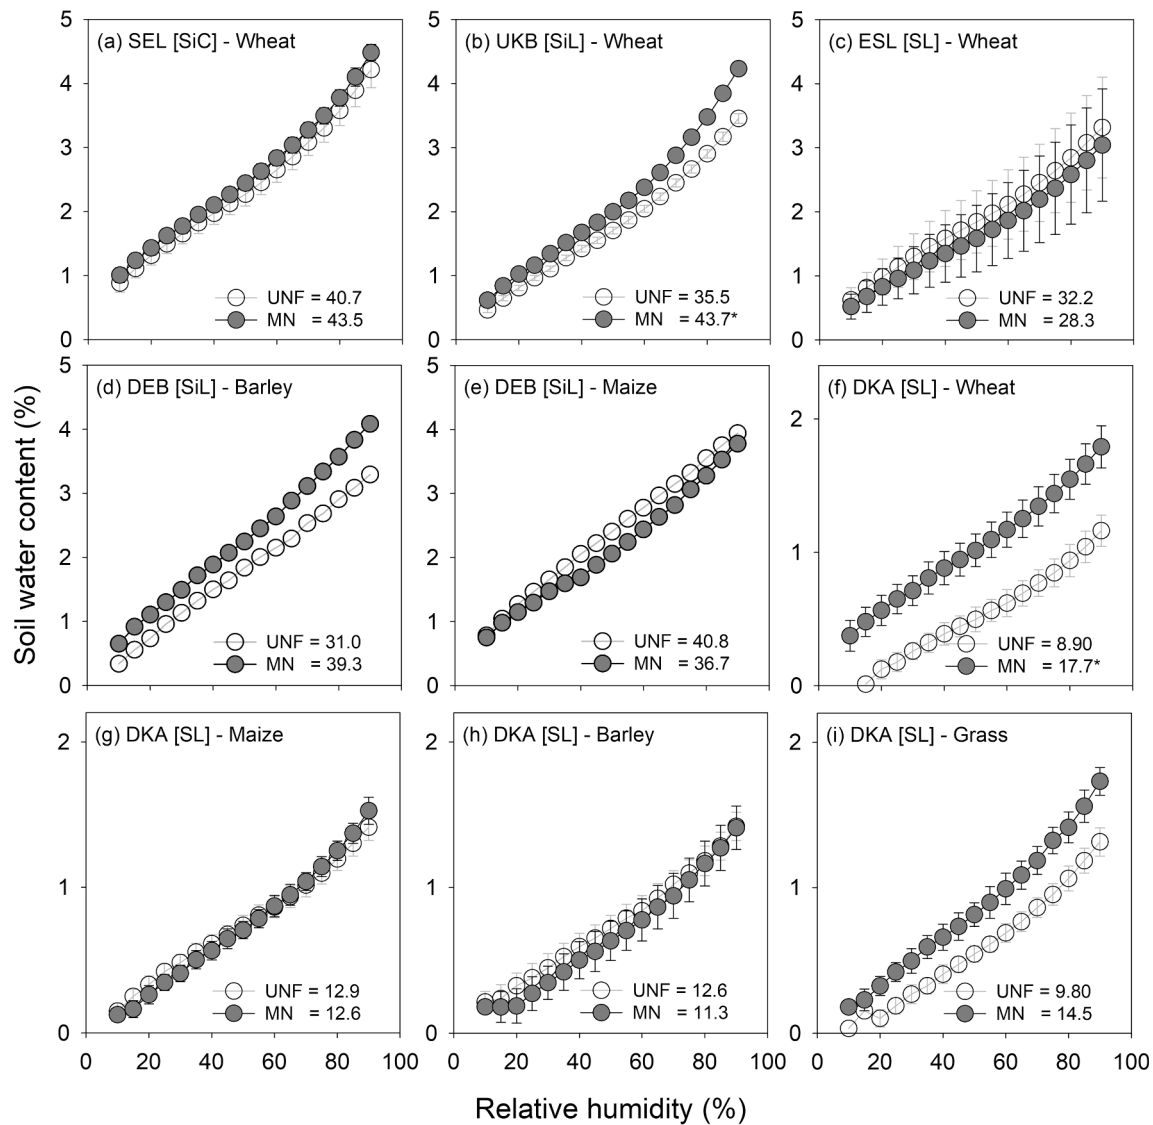 (a) SEL [SiC] - Wheat
(b) UKB [SiL] - Wheat
(c) ESL [SL] - Wheat
5
4
3
2
1
0
UNF = 40.7
MN = 43.5
5
4
3
2
1
0
UNF = 35.5
MN = 43.7*
5
4
3
2
1
0
UNF = 32.2
MN = 28.3
Soil water content (%)
(d) DEB [SiL] - Barley
(e) DEB [SiL] - Maize
(f) DKA [SL] - Wheat
5
4
3
2
1
0
UNF = 31.0
MN = 39.3
5
4
3
2
1
0
UNF = 40.8
MN = 36.7
2
1
0
UNF = 8.90
MN = 17.7*
(g) DKA [SL] - Maize
(h) DKA [SL] - Barley
(i) DKA [SL] - Grass
2
1
0
UNF = 12.9
MN = 12.6
2
1
0
UNF = 12.6
MN = 11.3
2
1
0
UNF = 9.80
MN = 14.5
0 20 40 60 80 100
0 20 40 60 80 100
0 20 40 60 80 100
Relative humidity (%)